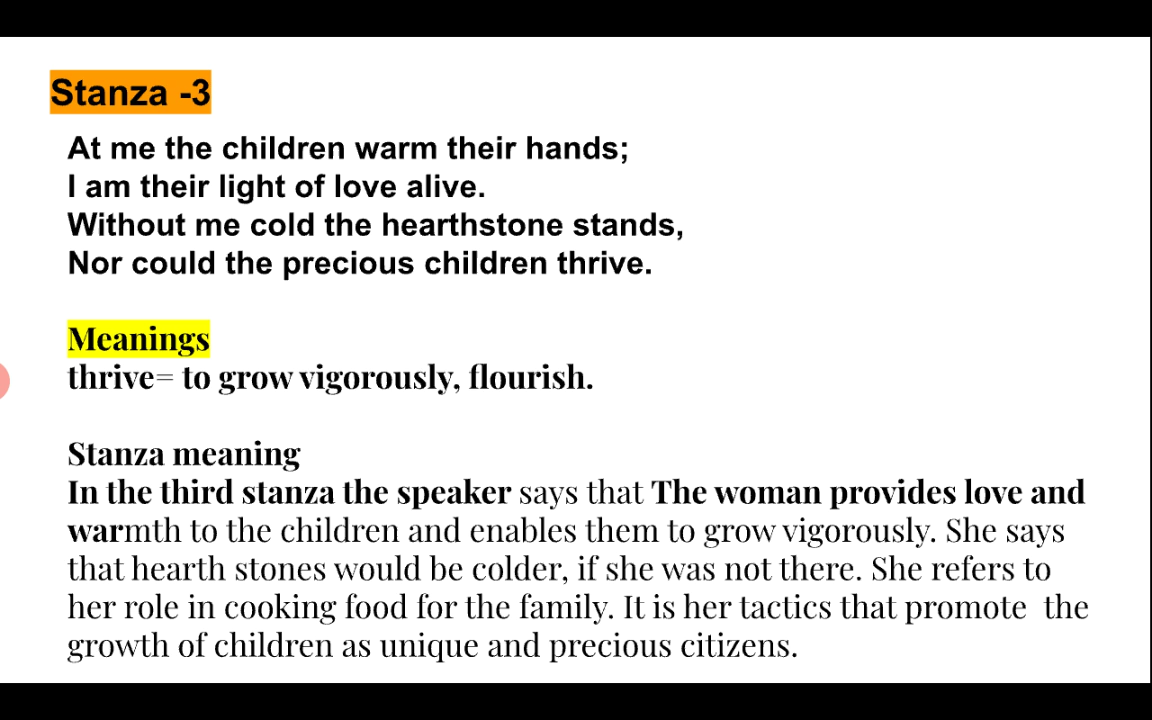 Stanza -3
At me the children warm their hands;
I am their light of love alive.
Without me cold the hearthstone stands,
Nor could the precious children thrive.
Meanings
thrive= to grow vigorously, flourish.
Stanza meaning
In the third stanza the speaker says that The woman provides love and
warmth to the children and enables them to grow vigorously. She says
that hearth stones would be colder, if she was not there. She refers to
her role in cooking food for the family. It is her tactics that promote  the
growth of children as unique and precious citizens.